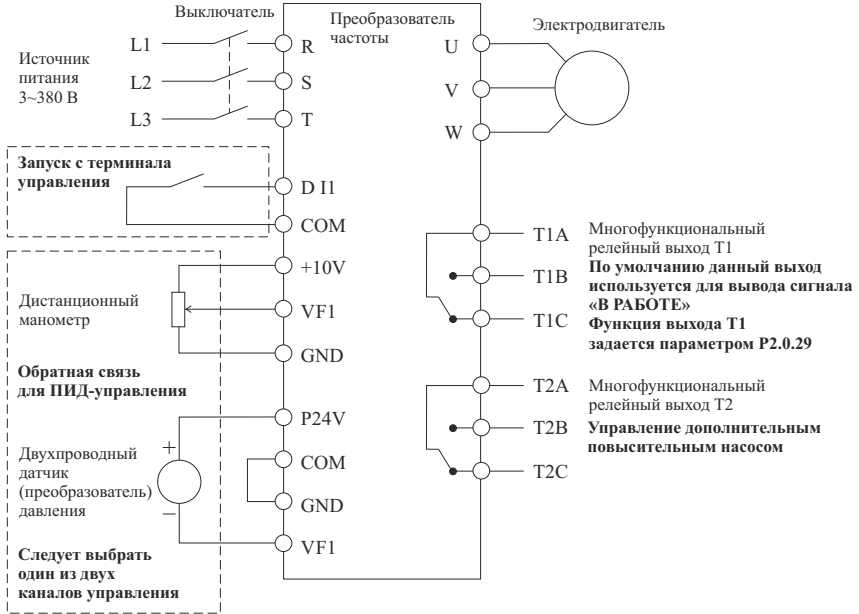 Выключатель
Источник
питания
3~380 В
L1
L2
L3
R
S
T
Преобразователь
частоты
U
V
W
Электродвигатель
Запуск с терминала
управления
D I1
COM
+10V
VF1
GND
Дистанционный
манометр
Обратная связь
для ПИД-управления
P24V
COM
GND
VF1
+
Двухпроводный
датчик
(преобразователь)
давления
–
Следует выбрать
один из двух
каналов управления
T1A
T1B
T1C
Многофункциональный
релейный выход T1
По умолчанию данный выход
используется для вывода сигнала
«В РАБОТЕ»
Функция выхода T1
задается параметром P2.0.29
T2A
T2B
T2C
Многофункциональный
релейный выход T2
Управление дополнительным
повысительным насосом